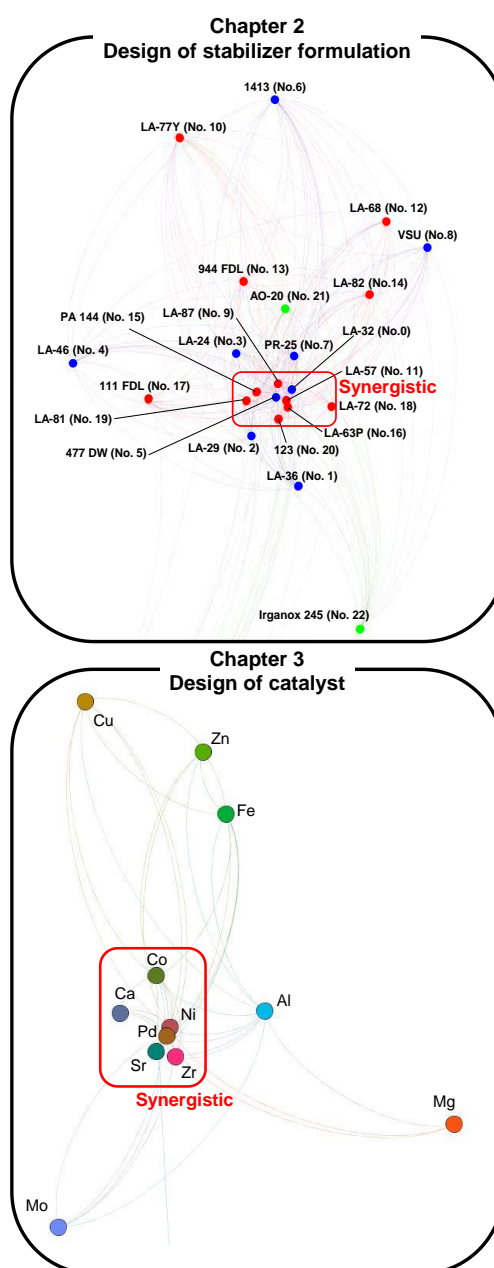 Chapter 2
Design of stabilizer formulation
1413 (No.6)
LA-77Y (No. 10)
LA-68 (No. 12)
VSU (No.8)
944 FDL (No. 13)
LA-82 (No.14)
AO-20 (No. 21)
PA 144 (No. 15)
LA-87 (No. 9)
LA-32 (No.0)
LA-24 (No.3)
PR-25 (No.7)
LA-46 (No. 4)
LA-57 (No. 11)
Synergistic
111 FDL (No. 17)
LA-72 (No. 18)
LA-81 (No. 19)
LA-63P (No.16)
477 DW (No. 5)
LA-29 (No. 2)
123 (No. 20)
LA-36 (No. 1)
Irganox 245 (No. 22)
Chapter 3
Design of catalyst
Cu
Zn
Fe
Co
Ca
Ni
Al
Pd
Sr
Zr
Synergistic
Mg
Mo